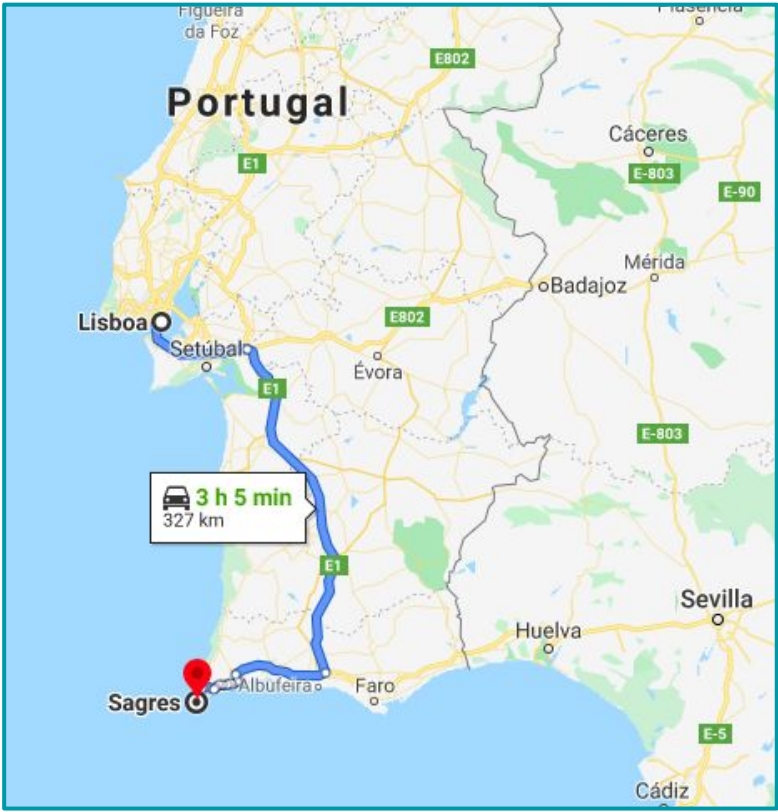 Figueira
da Foz
Plasencia
E802
Portugal
E1
Cáceres
E-803
E-90
Mérida
Badajoz
Lisboa
E802
Setúbal
Évora
E1
E-803
3 h 5 min
327 km
E1
Sevilla
Huelva
Albufeira
Faro
Sagres
E-5
Cádiz